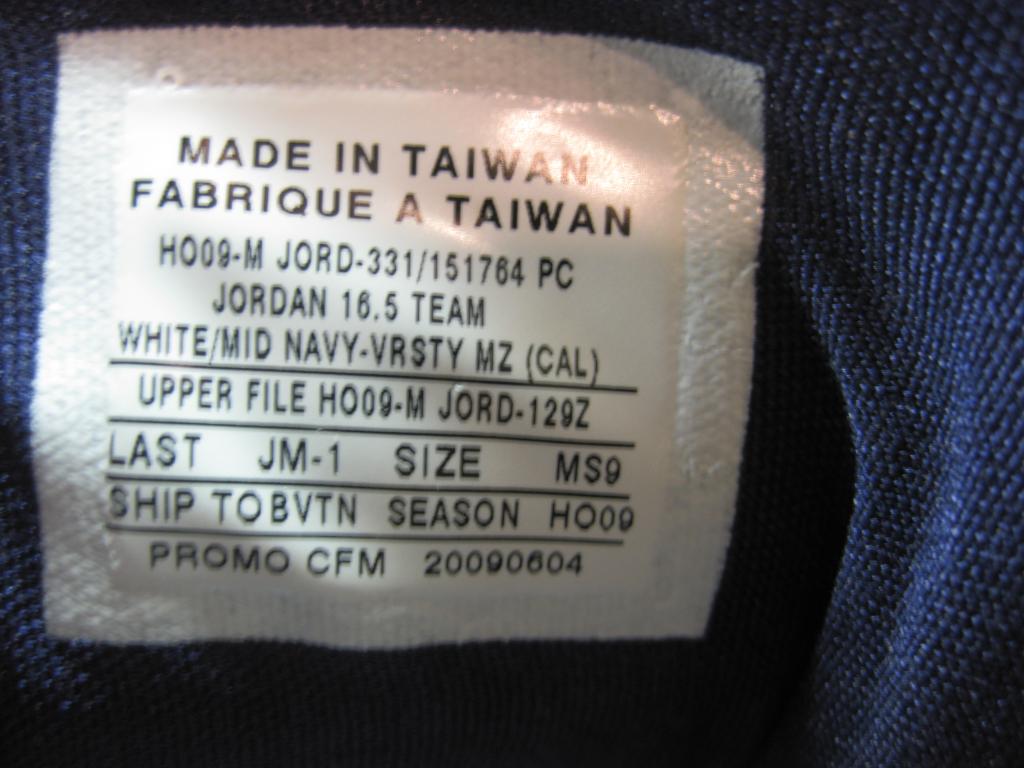 MADE IN TAIWAN
FABRIQUE A TAIWAN
HO09-M JORD-331/151764 PC
JORDAN 16.5 TEAM
WHITE/MID NAVY-VRSTY MZ (CAL)
UPPER FILE HO09-M JORD-129Z
LAST JM-1 SIZE MS9
SHIP TOBVTN SEASON HO09
PROMO CFM 20090604